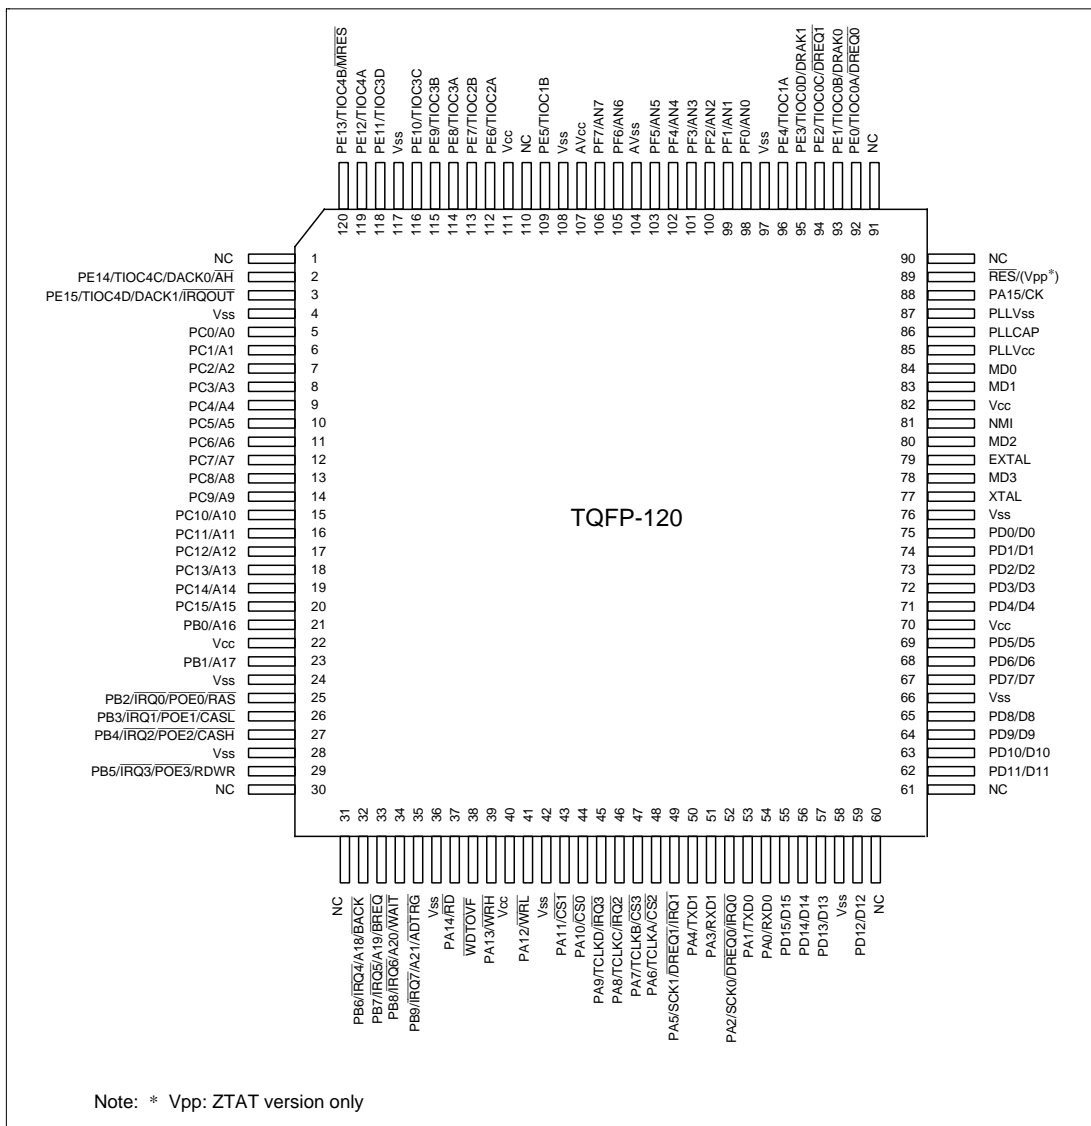 PE13/TIOC4B/MRES
PE12/TIOC4A
PE11/TIOC3D
Vss
PE10/TIOC3C
PE9/TIOC3B
PE8/TIOC3A
PE7/TIOC2B
PE6/TIOC2A
Vcc
NC
PE5/TIOC1B
Vss
AVcc
PF7/AN7
PF6/AN6
AVss
PF5/AN5
PF4/AN4
PF3/AN3
PF2/AN2
PF1/AN1
PF0/AN0
Vss
PE4/TIOC1A
PE3/TIOC0D/DRAK1
PE2/TIOC0C/DREQ1
PE1/TIOC0B/DRAK0
PE0/TIOC0A/DREQ0
NC
120 119 118 117 116 115 114 113 112 111 110 109 108 107 106 105 104 103 102 101 100 99 98 97 96 95 94 93 92 91
NC 1 90 NC
PE14/TIOC4C/DACK0/AH 2 89 RES/(Vpp*)
PE15/TIOC4D/DACK1/IRQOUT 3 88 PA15/CK
Vss 4 87 PLLVss
PC0/A0 5 86 PLLCAP
PC1/A1 6 85 PLLVcc
PC2/A2 7 84 MD0
PC3/A3 8 83 MD1
PC4/A4 9 82 Vcc
PC5/A5 10 81 NMI
PC6/A6 11 80 MD2
PC7/A7 12 79 EXTAL
PC8/A8 13 78 MD3
PC9/A9 14 77 XTAL
PC10/A10 15 76 Vss
TQFP-120
PC11/A11 16 75 PD0/D0
PC12/A12 17 74 PD1/D1
PC13/A13 18 73 PD2/D2
PC14/A14 19 72 PD3/D3
PC15/A15 20 71 PD4/D4
PB0/A16 21 70 Vcc
Vcc 22 69 PD5/D5
PB1/A17 23 68 PD6/D6
Vss 24 67 PD7/D7
PB2/IRQ0/POE0/RAS 25 66 Vss
PB3/IRQ1/POE1/CASL 26 65 PD8/D8
PB4/IRQ2/POE2/CASH 27 64 PD9/D9
Vss 28 63 PD10/D10
PB5/IRQ3/POE3/RDWR 29 62 PD11/D11
NC 30 61 NC
31 32 33 34 35 36 37 38 39 40 41 42 43 44 45 46 47 48 49 50 51 52 53 54 55 56 57 58 59 60
NC
PB6/IRQ4/A18/BACK
PB7/IRQ5/A19/BREQ
PB8/IRQ6/A20/WAIT
PB9/IRQ7/A21/ADTRG
Vss
PA14/RD
WDTOVF
PA13/WRH
Vcc
PA12/WRL
Vss
PA11/CS1
PA10/CS0
PA9/TCLKD/IRQ3
PA8/TCLKC/IRQ2
PA7/TCLKB/CS3
PA6/TCLKA/CS2
PA5/SCK1/DREQ1/IRQ1
PA4/TXD1
PA3/RXD1
PA2/SCK0/DREQ0/IRQ0
PA1/TXD0
PA0/RXD0
PD15/D15
PD14/D14
PD13/D13
Vss
PD12/D12
NC
Note: * Vpp: ZTAT version only